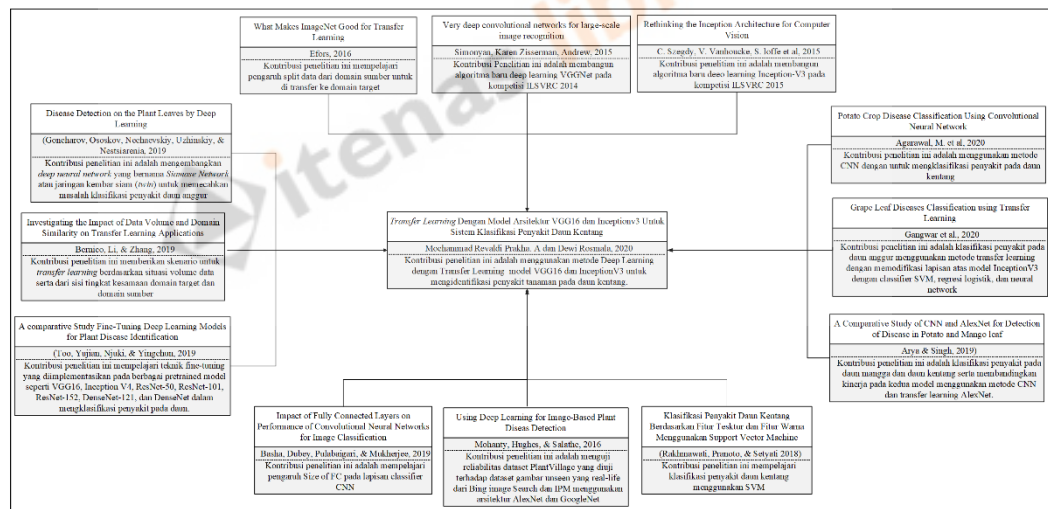 What Makes ImageNet Good for Transfer
Learning
Efors, 2016
Kontribusi penelitian ini mempelajari
pengaruh split data dari domain sumber untuk
di transfer ke domain target
Very deep convolutional networks for large-scale
image recognition
Simonyan, Karen Zisserman, Andrew, 2015
Kontribusi Penelitian ini adalah membangun
algoritma baru deep learning VGGNet pada
kompetisi ILSVRC 2014
Rethinking the Inception Architecture for Computer
Vision
C. Szegdy, V. Vanhoucke, S. Ioffe et al, 2015
Kontribusi penelitian ini adalah membangun
algoritma baru deeo learning Inception-V3 pada
kompetisi ILSVRC 2015
Disease Detection on the Plant Leaves by Deep
Learning
(Goncharov, Ososkov, Nechaevskiy, Uzhinskiy, &
Nestsiarenia, 2019
Kontribusi penelitian ini adalah mengembangkan
deep neural network yang bernama Siamase Network
atau jaringan kembar siam (twin) untuk memecahkan
masalah klasifikasi penyakit daun anggur
Investigating the Impact of Data Volume and Domain
Similarity on Transfer Learning Applications
Bernico, Li, & Zhang, 2019
Kontribusi penelitian ini memberikan skenario untuk
transfer learning berdasarkan situasi volume data
serta dari sisi tingkat kesamaan domain target dan
domain sumber
A comparative Study Fine-Tuning Deep Learning Models
for Plant Disease Identification
(Too, Yujian, Njuki, & Yingchun, 2019
Kontribusi penelitian ini mempelajari teknik fine-tuning
yang diimplementasikan pada berbagai pretrained model
seperti VGG16, Inception V4, ResNet-50, ResNet-101,
ResNet-152, DenseNet-121, dan DenseNet dalam
mengklasifikasi penyakit pada daun.
Transfer Learning Dengan Model Arsitektur VGG16 dan Inceptionv3 Untuk
Sistem Klasifikasi Penyakit Daun Kentang
Mochammad Revaldi Prakha. A dan Dewi Rosmala, 2020
Kontribusi penelitian ini adalah menggunakan metode Deep Learning
dengan Transfer Learning model VGG16 dan InceptionV3 untuk
mengidentifikasi penyakit tanaman pada daun kentang.
Potato Crop Disease Classification Using Convolutional
Neural Network
Agarawal, M. et al, 2020
Kontribusi penelitian ini adalah menggunakan metode
CNN dengan untuk mengklasifikasi penyakit pada daun
kentang
Grape Leaf Diseases Classification using Transfer
Learning
Gangwar et al., 2020
Kontribusi penelitian ini adalah klasifikasi penyakit pada
daun anggur menggunakan metode transfer learning
dengan memodifikasi lapisan atas model InceptionV3
dengan classifier SVM, regresi logistik, dan neural
network
A Comparative Study of CNN and AlexNet for Detection
of Disease in Potato and Mango leaf
Arya & Singh, 2019)
Kontribusi penelitian ini adalah klasifikasi penyakit pada
daun mangga dan daun kentang serta membandingkan
kinerja pada kedua model menggunakan metode CNN
dan transfer learning AlexNet.
Impact of Fully Connected Layers on
Performance of Convolutional Neural Networks
for Image Classification
Basha, Dubey, Pulabaigari, & Mukherjee, 2019
Kontribusi penelitian ini adalah mempelajari
pengaruh Size of FC pada lapisan classifier
CNN
Using Deep Learning for Image-Based Plant
Diseas Detection
Mohanty, Hughes, & Salathe, 2016
Kontribusi penelitian ini adalah menguji
reliabilitas dataset PlantVillage yang diuji
terhadap dataset gambar unseen yang real-life
dari Bing image Search dan IPM menggunakan
arsitektur AlexNet dan GoogleNet
Klasifikasi Penyakit Daun Kentang
Berdasarkan Fitur Tesktur dan Fitur Warna
Menggunakan Support Vector Machine
(Rakhmawati, Pranoto, & Setyati 2018)
Kontribusi penelitian ini mempelajari
klasifikasi penyakit daun kentang
menggunakan SVM
itenas